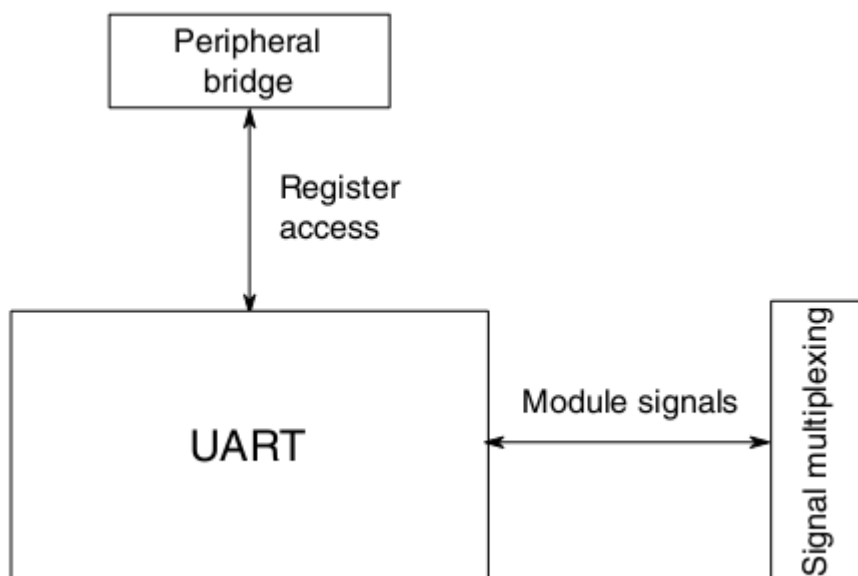 Peripheral
bridge
Register
access
Module signals
UART
Signal multiplexing